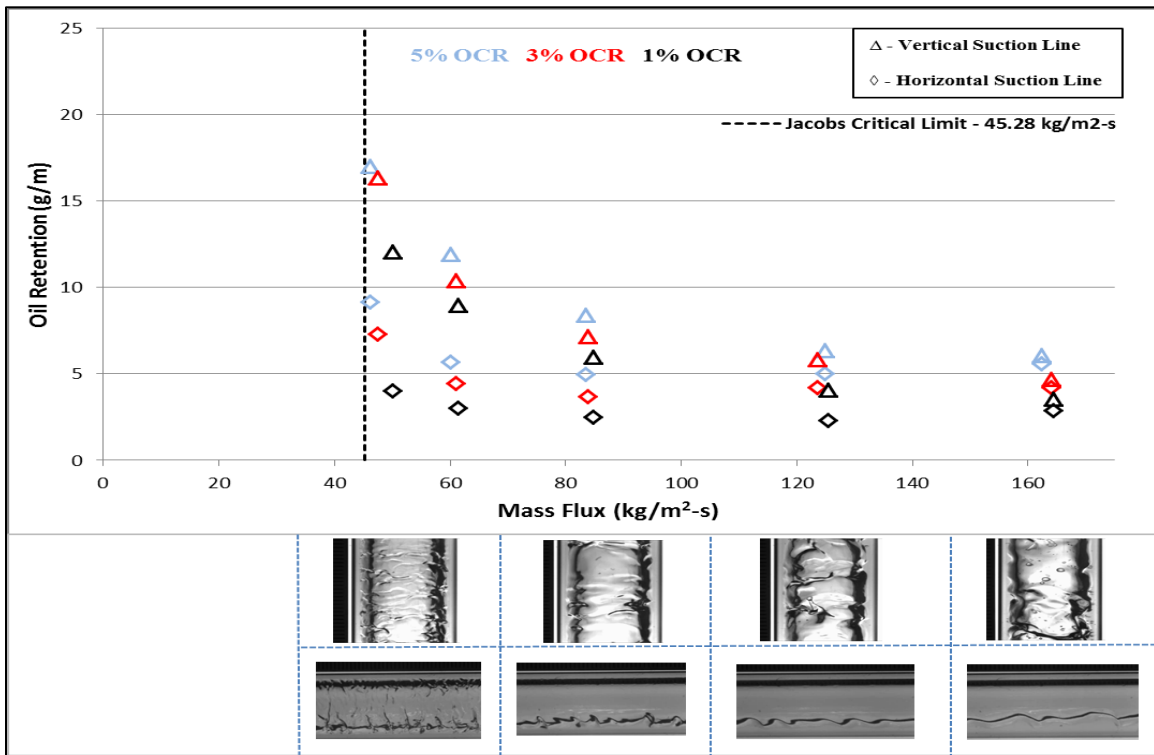 25
20
15
10
5
0
Oil Retention (g/m)
5% OCR 3% OCR 1% OCR
△ - Vertical Suction Line
◇ - Horizontal Suction Line
Jacobs Critical Limit - 45.28 kg/m2-s
0 20 40 60 80 100 120 140 160
Mass Flux (kg/m²-s)